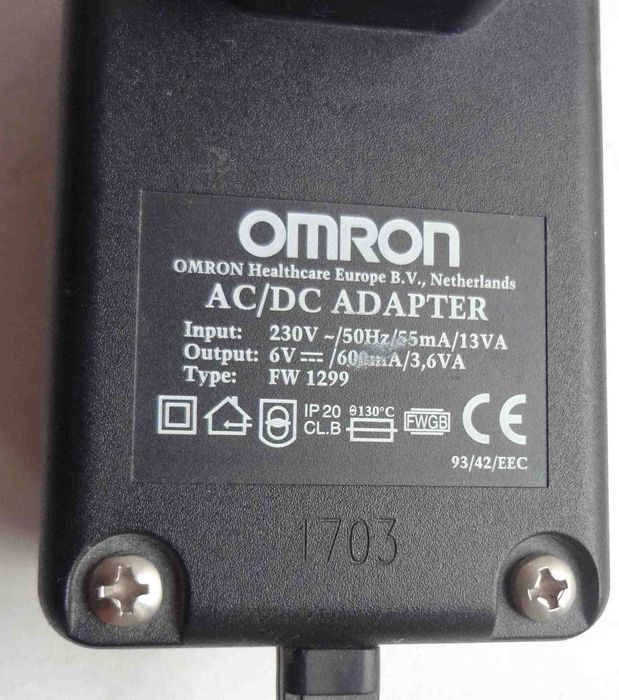 OMRON
OMRON Healthcare Europe B.V., Netherlands
AC/DC ADAPTER
Input: 230V ~/50Hz/55mA/13VA
Output: 6V ⎓ /600mA/3,6VA
Type: FW 1299
IP 20
CL.B
θ130°C
FWGB
CE
93/42/EEC
1703